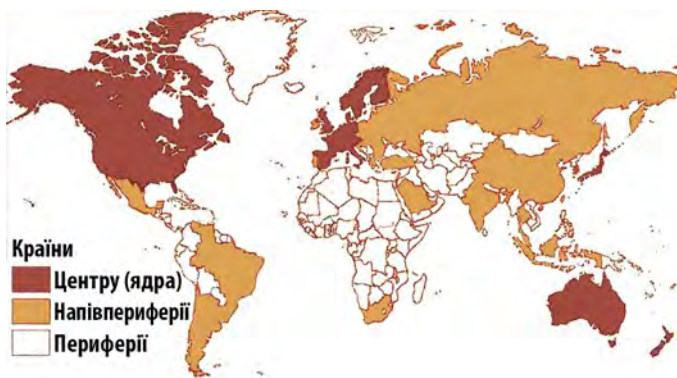 Країни
Центру (ядра)
Напівпериферії
Периферії